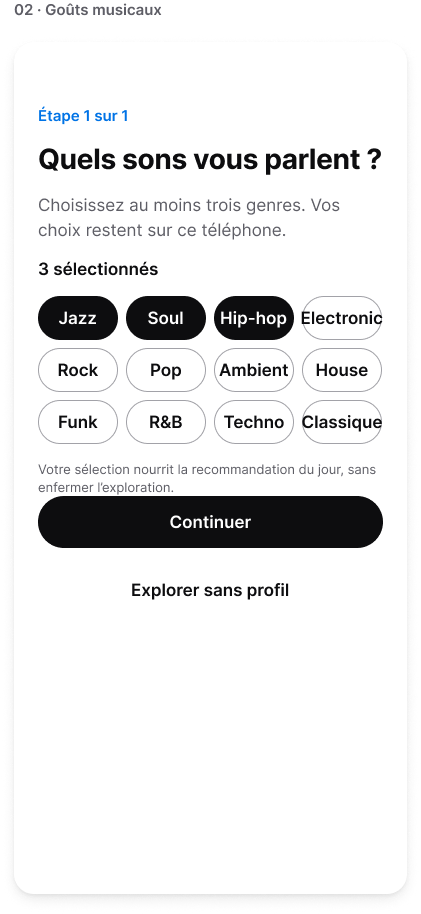 02 · Goûts musicaux
Étape 1 sur 1
Quels sons vous parlent ?
Choisissez au moins trois genres. Vos
choix restent sur ce téléphone.
3 sélectionnés
Jazz Soul Hip-hop Electronic
Rock Pop Ambient House
Funk R&B Techno Classique
Votre sélection nourrit la recommandation du jour, sans
enfermer l'exploration.
Continuer
Explorer sans profil